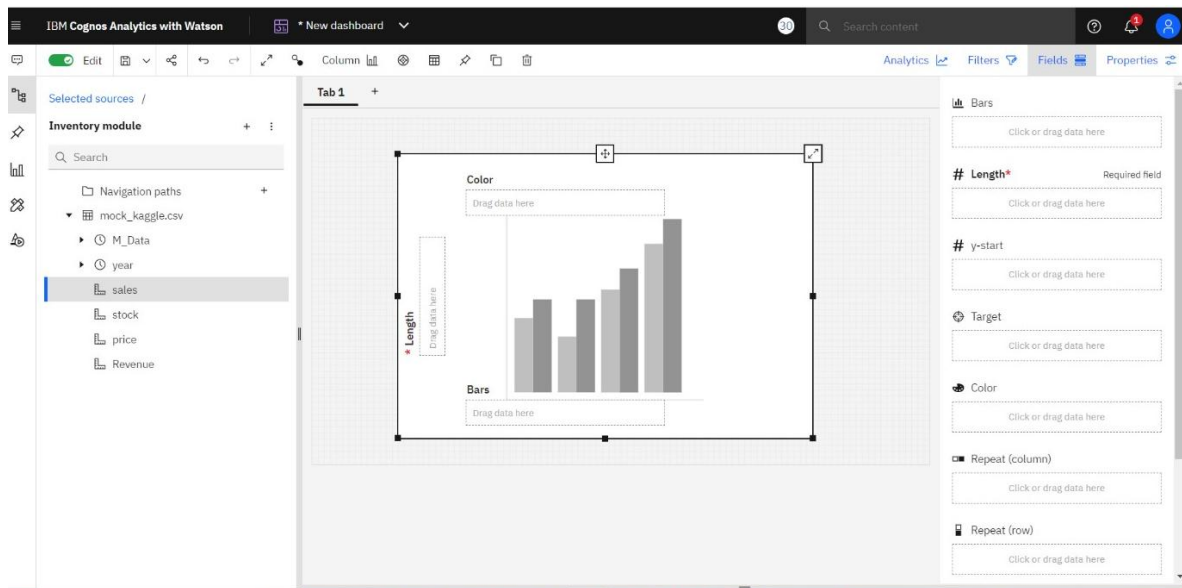 IBM Cognos Analytics with Watson
* New dashboard
30
Search content
1
Edit
Column
Analytics
Filters
Fields
Properties
Selected sources /
Inventory module
Search
Navigation paths
mock_kaggle.csv
M_Data
year
sales
stock
price
Revenue
Tab 1
Color
Drag data here
* Length
Drag data here
Bars
Drag data here
Bars
Click or drag data here
# Length* Required field
Click or drag data here
# y-start
Click or drag data here
Target
Click or drag data here
Color
Click or drag data here
Repeat (column)
Click or drag data here
Repeat (row)
Click or drag data here